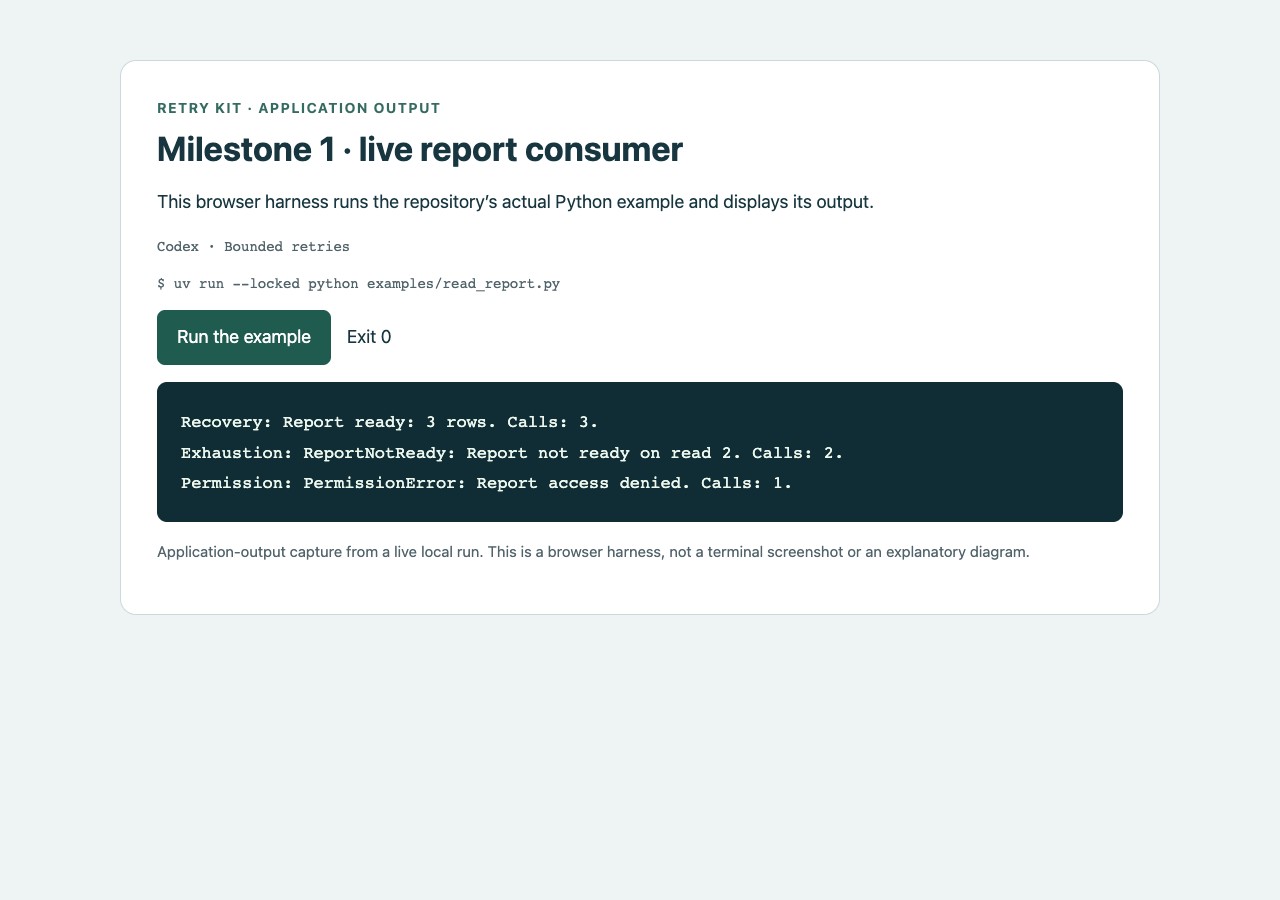 RETRY KIT · APPLICATION OUTPUT
Milestone 1 · live report consumer
This browser harness runs the repository’s actual Python example and displays its output.
Codex · Bounded retries
$ uv run --locked python examples/read_report.py
Run the example Exit 0
Recovery: Report ready: 3 rows. Calls: 3.
Exhaustion: ReportNotReady: Report not ready on read 2. Calls: 2.
Permission: PermissionError: Report access denied. Calls: 1.
Application-output capture from a live local run. This is a browser harness, not a terminal screenshot or an explanatory diagram.